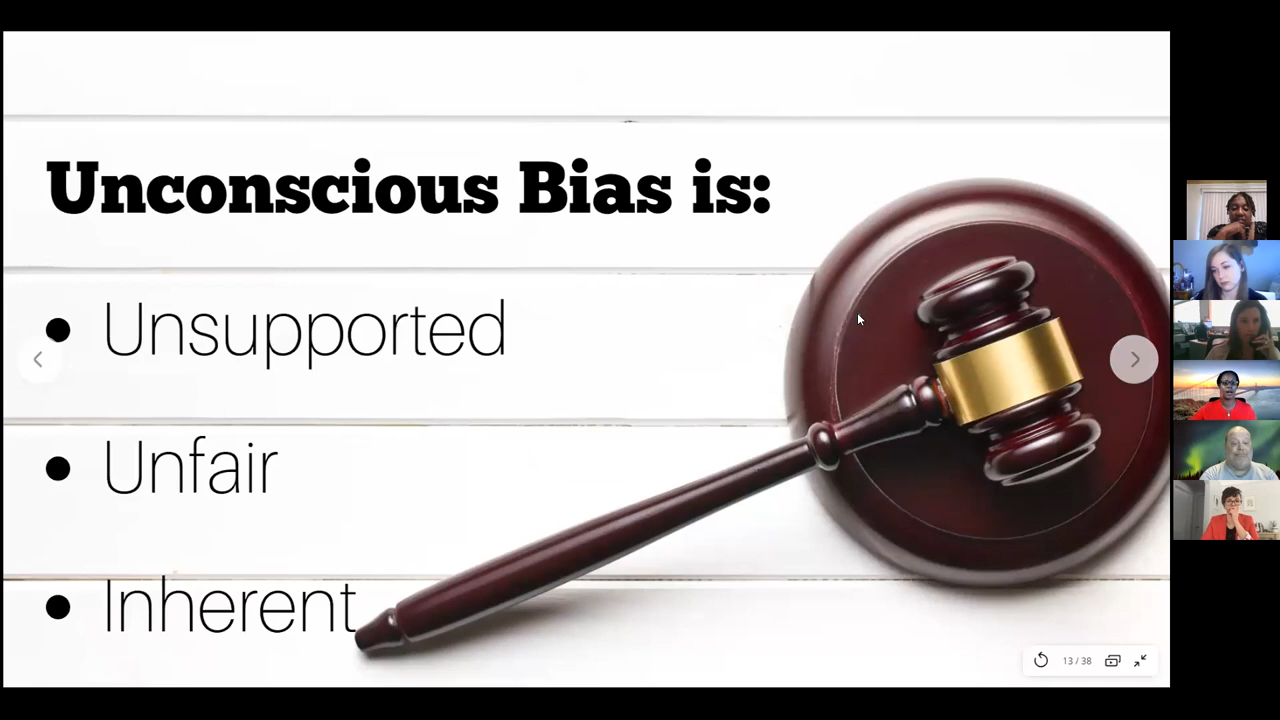 Unconscious Bias is:
● Unsupported
● Unfair
● Inherent
13 / 38